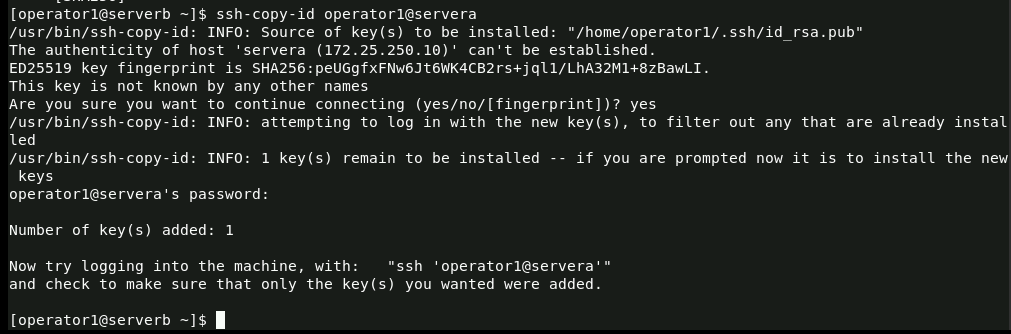 [operator1@serverb ~]$ ssh-copy-id operator1@servera
/usr/bin/ssh-copy-id: INFO: Source of key(s) to be installed: "/home/operator1/.ssh/id_rsa.pub"
The authenticity of host 'servera (172.25.250.10)' can't be established.
ED25519 key fingerprint is SHA256:peUGgfxFNw6Jt6WK4CB2rs+jql1/LhA32M1+8zBawLI.
This key is not known by any other names
Are you sure you want to continue connecting (yes/no/[fingerprint])? yes
/usr/bin/ssh-copy-id: INFO: attempting to log in with the new key(s), to filter out any that are already instal
led
/usr/bin/ssh-copy-id: INFO: 1 key(s) remain to be installed -- if you are prompted now it is to install the new
 keys
operator1@servera's password:

Number of key(s) added: 1

Now try logging into the machine, with:   "ssh 'operator1@servera'"
and check to make sure that only the key(s) you wanted were added.

[operator1@serverb ~]$